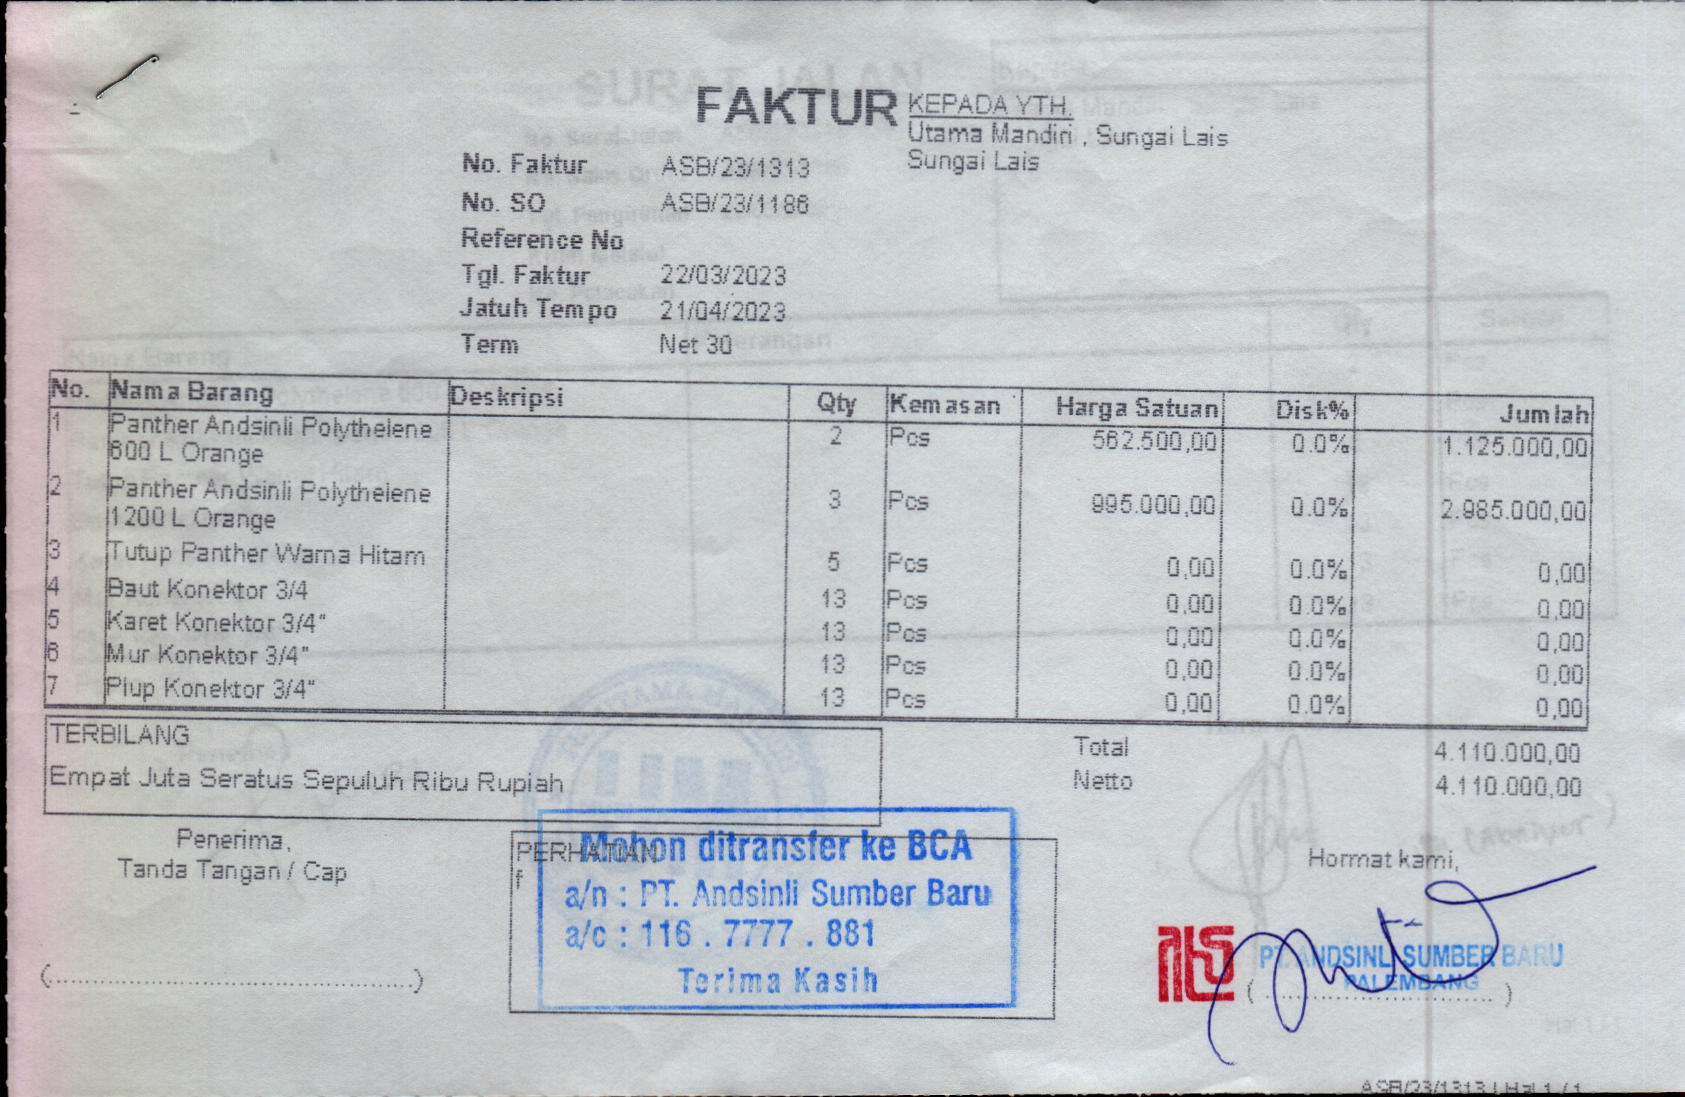 FAKTUR
KEPADA YTH.
Utama Mandiri , Sungai Lais
Sungai Lais
No. Faktur ASB/23/1313
No. SO ASB/23/1186
Reference No
Tgl. Faktur 22/03/2023
Jatuh Tempo 21/04/2023
Term Net 30
No. Nama Barang Deskripsi Qty Kemasan Harga Satuan Disk% Jumlah
1 Panther Andsinli Polythelene 2 Pcs 562.500,00 0.0% 1.125.000,00
600 L Orange
2 Panther Andsinli Polythelene 3 Pcs 995.000,00 0.0% 2.985.000,00
1200 L Orange
3 Tutup Panther Warna Hitam 5 Pcs 0,00 0.0% 0,00
4 Baut Konektor 3/4 13 Pcs 0,00 0.0% 0,00
5 Karet Konektor 3/4" 13 Pcs 0,00 0.0% 0,00
6 Mur Konektor 3/4" 13 Pcs 0,00 0.0% 0,00
7 Plup Konektor 3/4" 13 Pcs 0,00 0.0% 0,00
TERBILANG
Empat Juta Seratus Sepuluh Ribu Rupiah
Total 4.110.000,00
Netto 4.110.000,00
Penerima,
Tanda Tangan / Cap
(..................................................)
PERHATIAN
f
Mohon ditransfer ke BCA
a/n : PT. Andsinli Sumber Baru
a/c : 116 . 7777 . 881
Terima Kasih
Hormat kami,
PT. ANDSINLI SUMBER BARU
PALEMBANG
(................................)
ASB/23/1313 | Hal 1 / 1